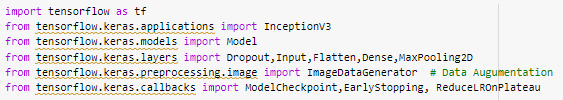 import tensorflow as tf
from tensorflow.keras.applications import InceptionV3
from tensorflow.keras.models import Model
from tensorflow.keras.layers import Dropout,Input,Flatten,Dense,MaxPooling2D
from tensorflow.keras.preprocessing.image import ImageDataGenerator  # Data Augumentation
from tensorflow.keras.callbacks import ModelCheckpoint,EarlyStopping, ReduceLROnPlateau